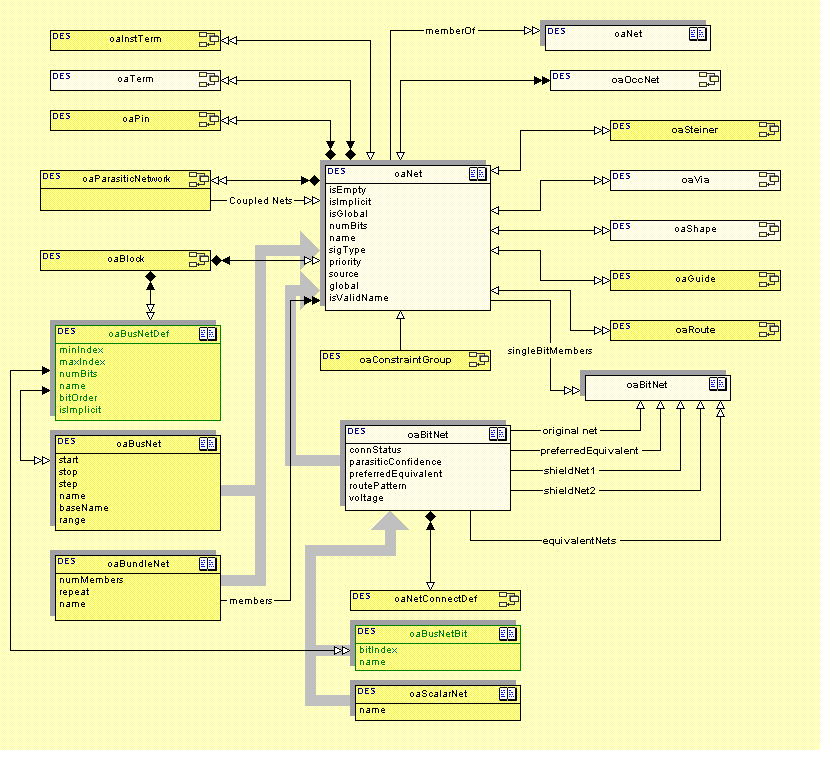 DES oaInstTerm
memberOf
DES oaNet
DES oaTerm
DES oaOccNet
DES oaPin
DES oaSteiner
DES oaParasiticNetwork
Coupled Nets
DES oaNet
isEmpty
isImplicit
isGlobal
numBits
name
sigType
priority
source
global
isValidName
DES oaVia
DES oaShape
DES oaGuide
DES oaRoute
DES oaBlock
DES oaBusNetDef
minIndex
maxIndex
numBits
name
bitOrder
isImplicit
DES oaConstraintGroup
singleBitMembers
DES oaBitNet
DES oaBusNet
start
stop
step
name
baseName
range
DES oaBitNet
connStatus
parasiticConfidence
preferredEquivalent
routePattern
voltage
original net
preferredEquivalent
shieldNet1
shieldNet2
equivalentNets
DES oaBundleNet
numMembers
repeat
name
members
DES oaNetConnectDef
DES oaBusNetBit
bitIndex
name
DES oaScalarNet
name